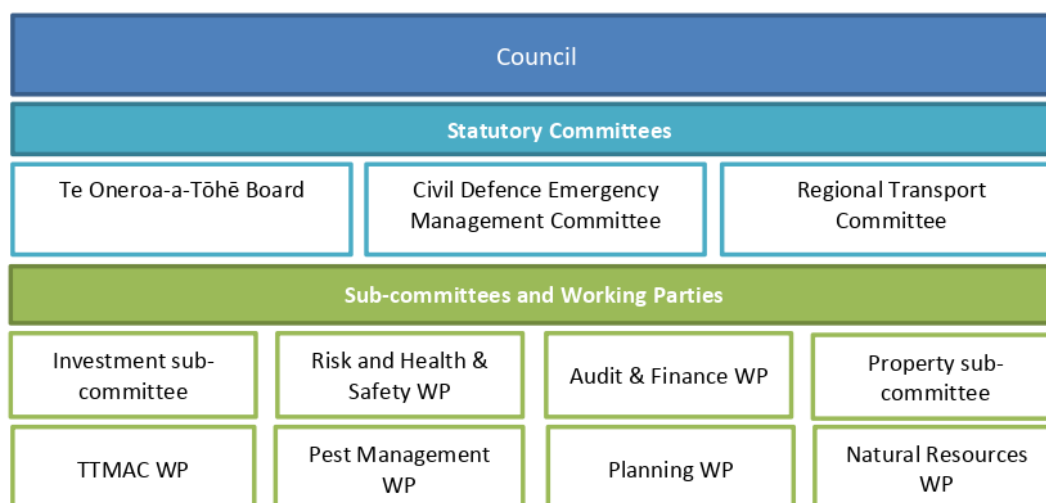 Council
Statutory Committees
Te Oneroa-a-Tōhē Board
Civil Defence Emergency
Management Committee
Regional Transport
Committee
Sub-committees and Working Parties
Investment sub-
committee
Risk and Health &
Safety WP
Audit & Finance WP
Property sub-
committee
TTMAC WP
Pest Management
WP
Planning WP
Natural Resources
WP